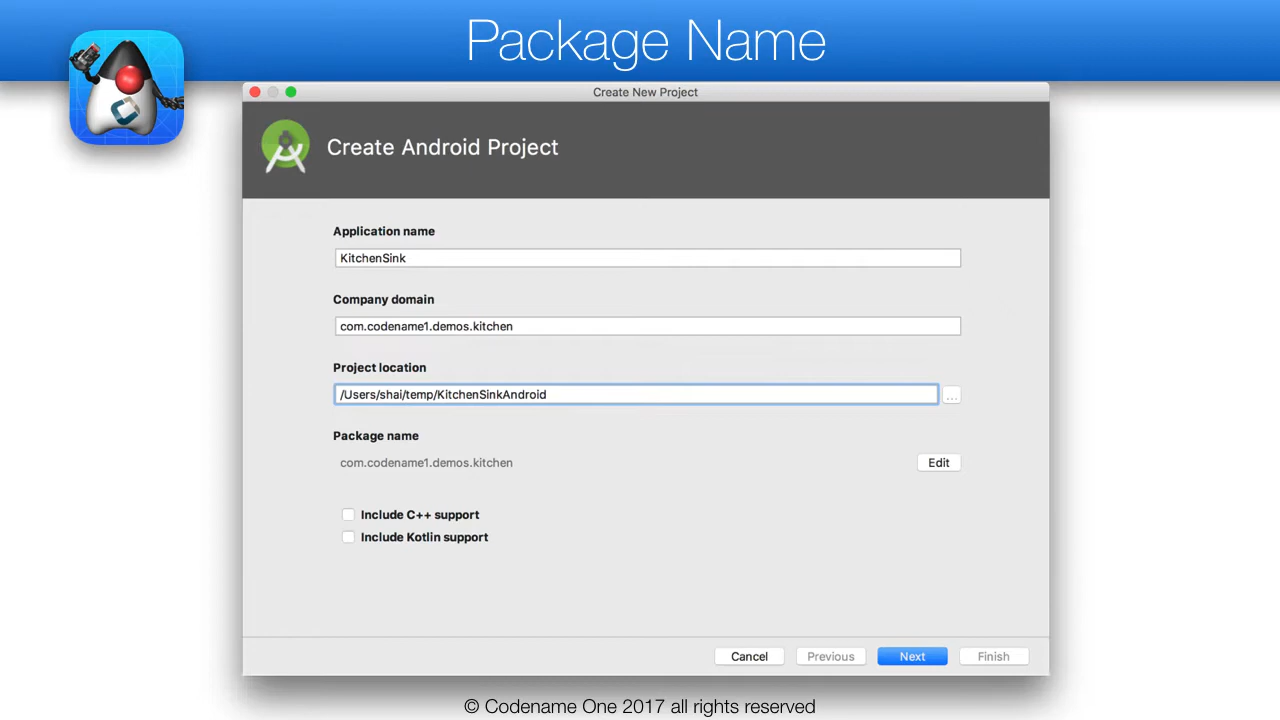 Package Name
Create New Project
Create Android Project
Application name
KitchenSink
Company domain
com.codename1.demos.kitchen
Project location
/Users/shai/temp/KitchenSinkAndroid
...
Package name
com.codename1.demos.kitchen
Edit
Include C++ support
Include Kotlin support
Cancel Previous Next Finish
© Codename One 2017 all rights reserved